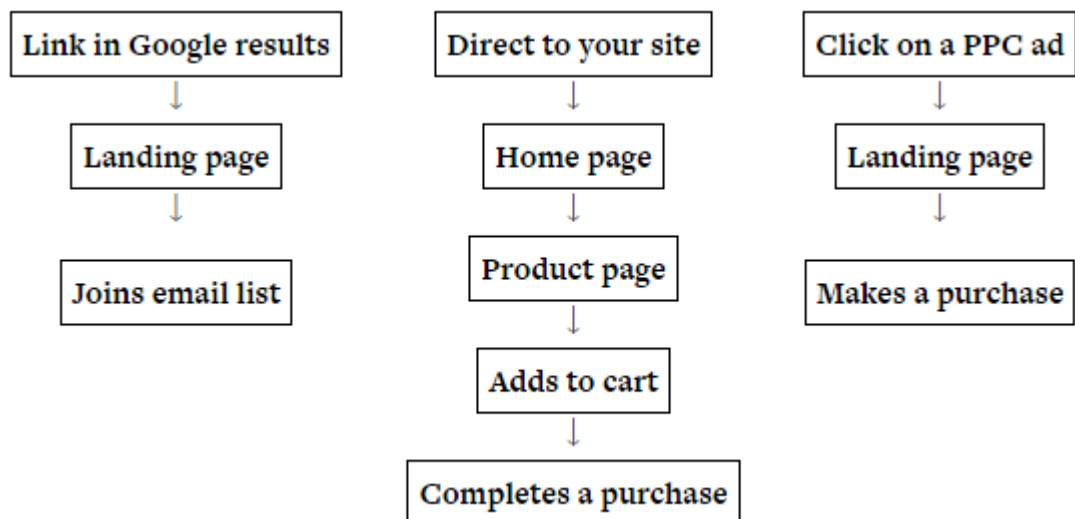 Link in Google results
Landing page
Joins email list
Direct to your site
Home page
Product page
Adds to cart
Completes a purchase
Click on a PPC ad
Landing page
Makes a purchase